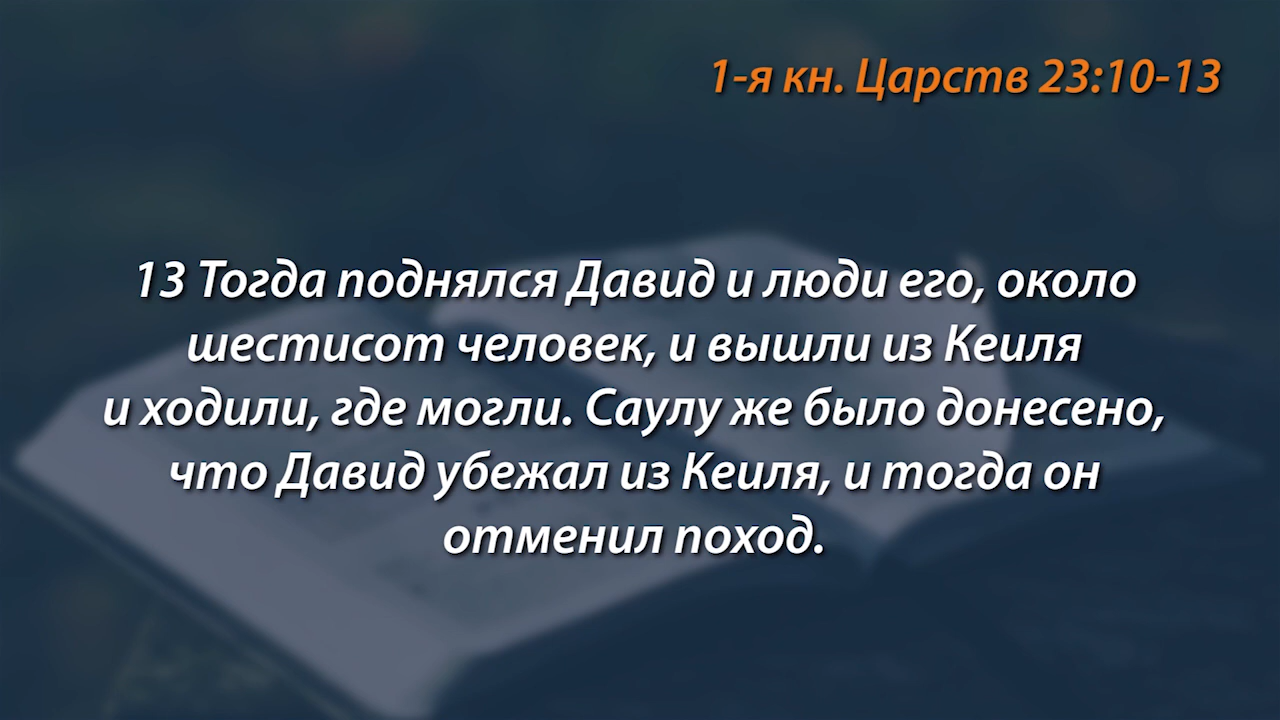 1-я кн. Царств 23:10-13
13 Тогда поднялся Давид и люди его, около
шестисот человек, и вышли из Кеиля
и ходили, где могли. Саулу же было донесено,
что Давид убежал из Кеиля, и тогда он
отменил поход.